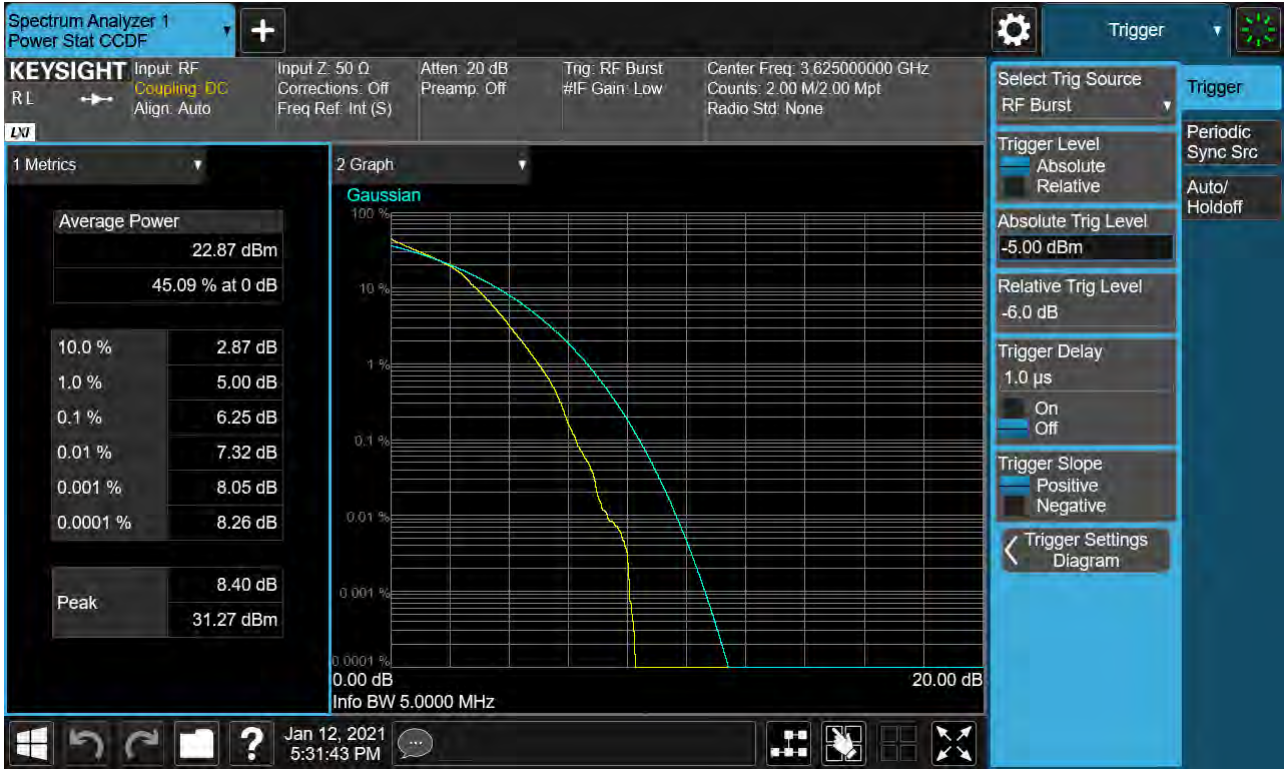 Spectrum Analyzer 1
Power Stat CCDF
+
Trigger
KEYSIGHT
R L
LXI
Input: RF
Coupling: DC
Align: Auto
Input Z: 50 Ω
Corrections: Off
Freq Ref: Int (S)
Atten: 20 dB
Preamp: Off
Trig: RF Burst
#IF Gain: Low
Center Freq: 3.625000000 GHz
Counts: 2.00 M/2.00 Mpt
Radio Std: None
1 Metrics
Average Power
22.87 dBm
45.09 % at 0 dB
10.0 % 2.87 dB
1.0 % 5.00 dB
0.1 % 6.25 dB
0.01 % 7.32 dB
0.001 % 8.05 dB
0.0001 % 8.26 dB
Peak
8.40 dB
31.27 dBm
2 Graph
Gaussian
100 %
10 %
1 %
0.1 %
0.01 %
0.001 %
0.0001 %
0.00 dB 20.00 dB
Info BW 5.0000 MHz
Select Trig Source
RF Burst
Trigger Level
Absolute
Relative
Absolute Trig Level
-5.00 dBm
Relative Trig Level
-6.0 dB
Trigger Delay
1.0 µs
On
Off
Trigger Slope
Positive
Negative
Trigger Settings
Diagram
Trigger
Periodic
Sync Src
Auto/
Holdoff
?
Jan 12, 2021
5:31:43 PM